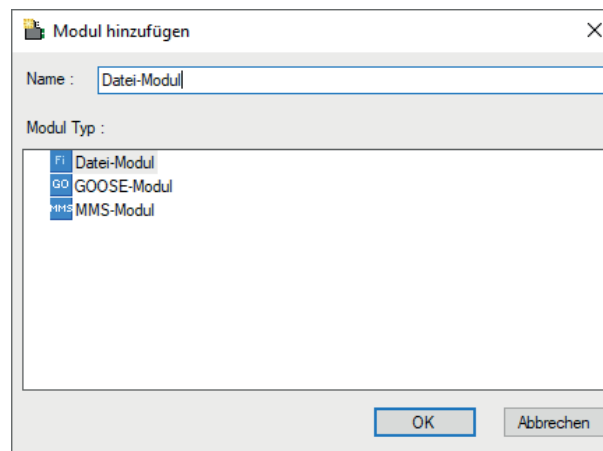 Modul hinzufügen
Name : Datei-Modul
Modul Typ :
Fi Datei-Modul
GO GOOSE-Modul
MMS MMS-Modul
OK Abbrechen